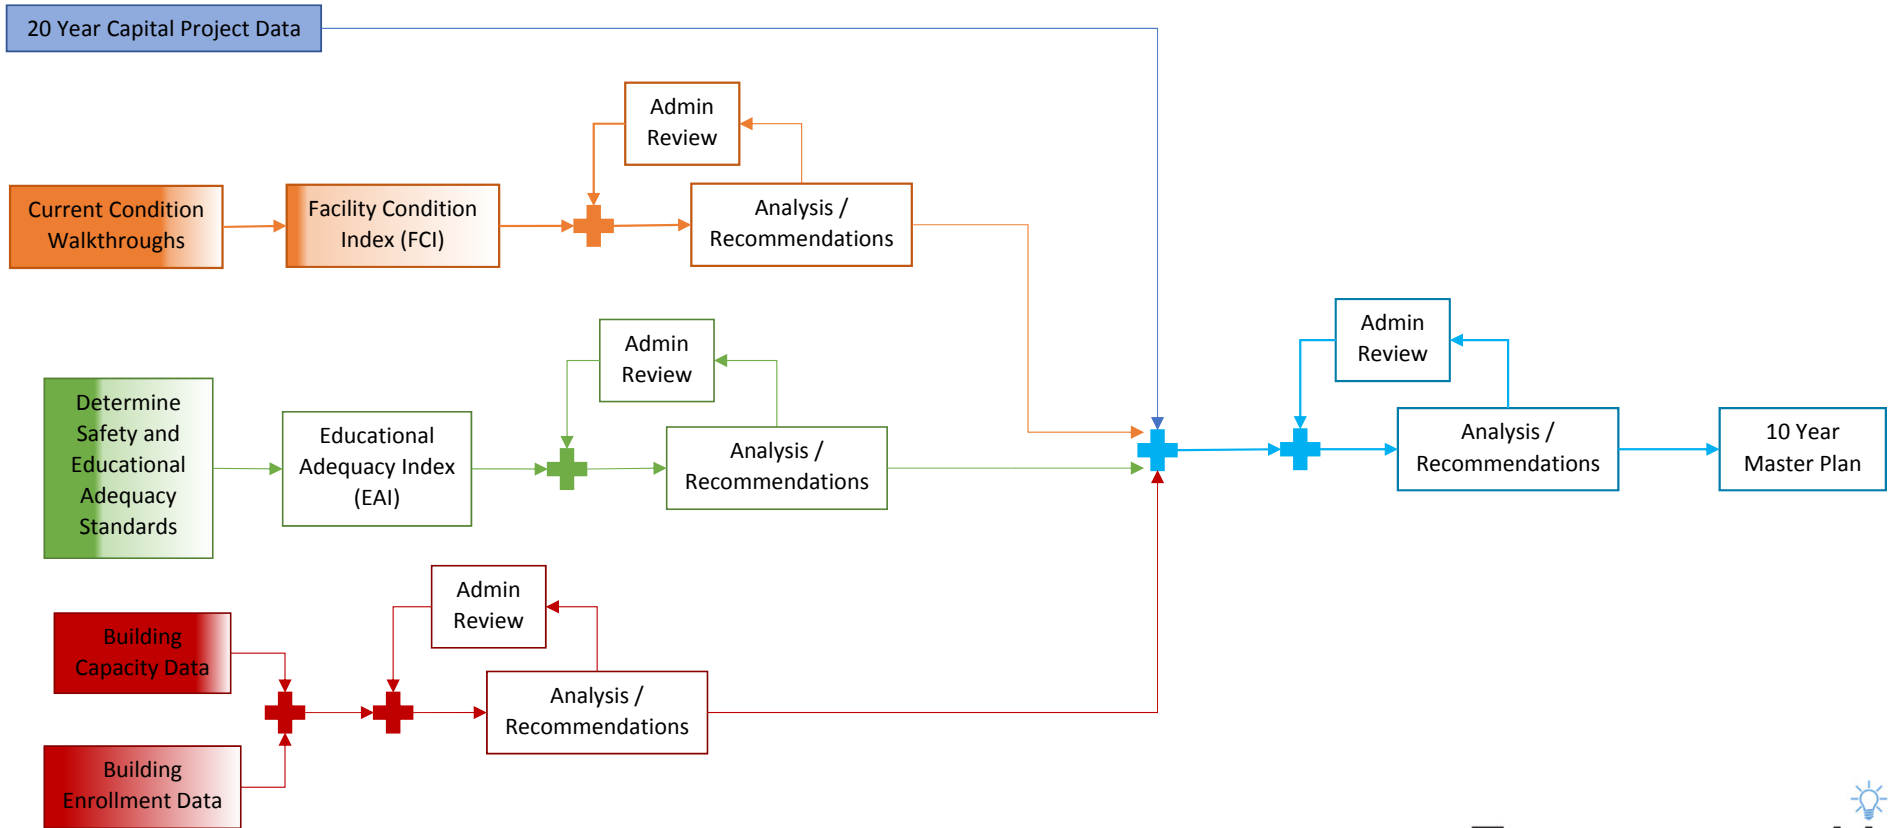 20 Year Capital Project Data
Admin
Review
Current Condition
Walkthroughs
Facility Condition
Index (FCI)
Analysis /
Recommendations
Admin
Review
Determine
Safety and
Educational
Adequacy
Standards
Educational
Adequacy Index
(EAI)
Analysis /
Recommendations
Admin
Review
Building
Capacity Data
Building
Enrollment Data
Analysis /
Recommendations
Admin
Review
Analysis /
Recommendations
10 Year
Master Plan